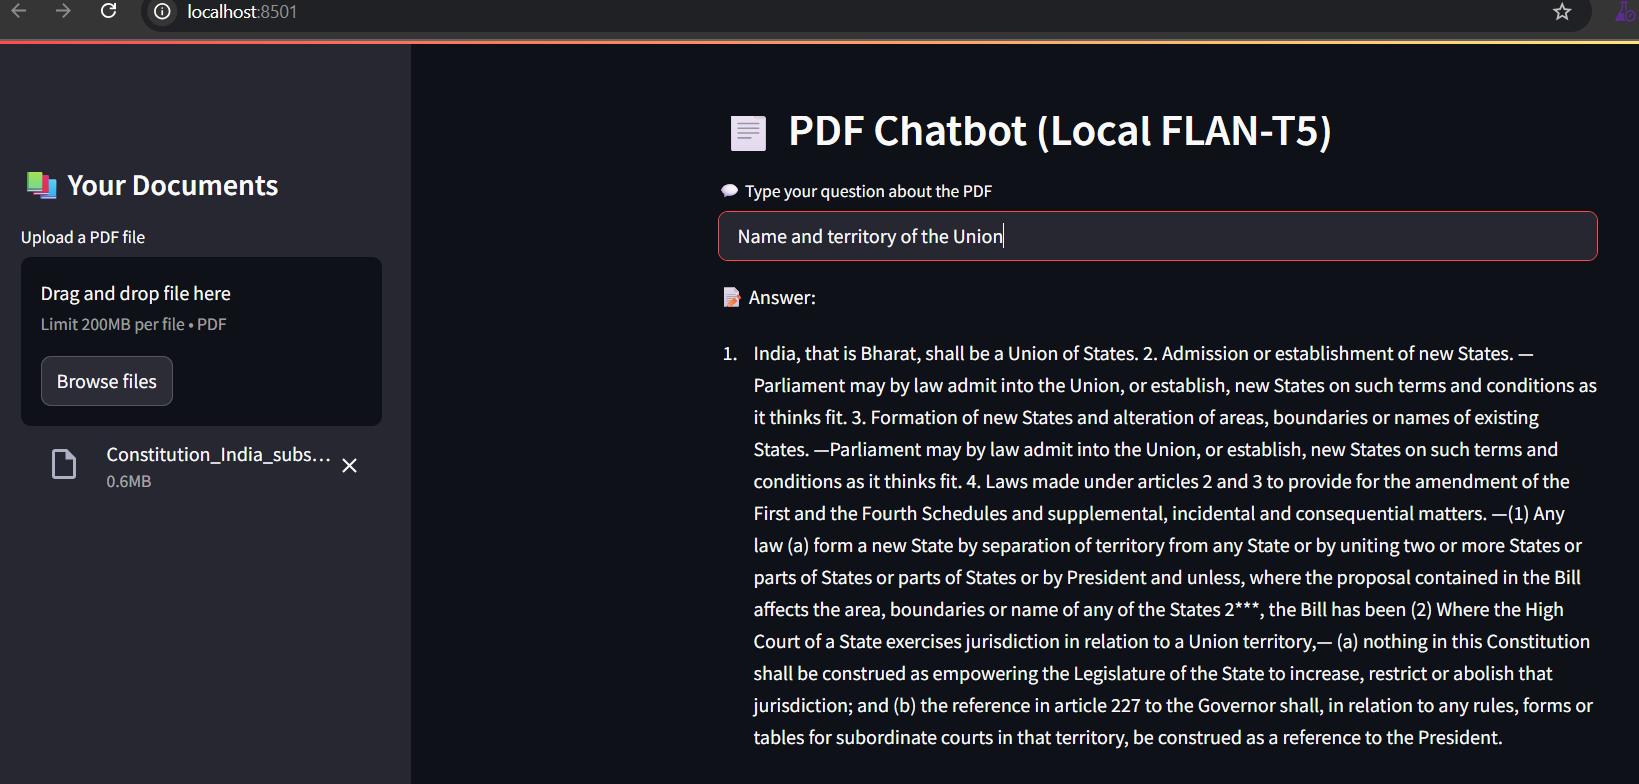 localhost:8501
Your Documents
Upload a PDF file
Drag and drop file here
Limit 200MB per file • PDF
Browse files
Constitution_India_subs...
0.6MB
PDF Chatbot (Local FLAN-T5)
Type your question about the PDF
Name and territory of the Union
Answer:
1. India, that is Bharat, shall be a Union of States. 2. Admission or establishment of new States. —
Parliament may by law admit into the Union, or establish, new States on such terms and conditions as
it thinks fit. 3. Formation of new States and alteration of areas, boundaries or names of existing
States. —Parliament may by law admit into the Union, or establish, new States on such terms and
conditions as it thinks fit. 4. Laws made under articles 2 and 3 to provide for the amendment of the
First and the Fourth Schedules and supplemental, incidental and consequential matters. —(1) Any
law (a) form a new State by separation of territory from any State or by uniting two or more States or
parts of States or parts of States or by President and unless, where the proposal contained in the Bill
affects the area, boundaries or name of any of the States 2***, the Bill has been (2) Where the High
Court of a State exercises jurisdiction in relation to a Union territory,— (a) nothing in this Constitution
shall be construed as empowering the Legislature of the State to increase, restrict or abolish that
jurisdiction; and (b) the reference in article 227 to the Governor shall, in relation to any rules, forms or
tables for subordinate courts in that territory, be construed as a reference to the President.